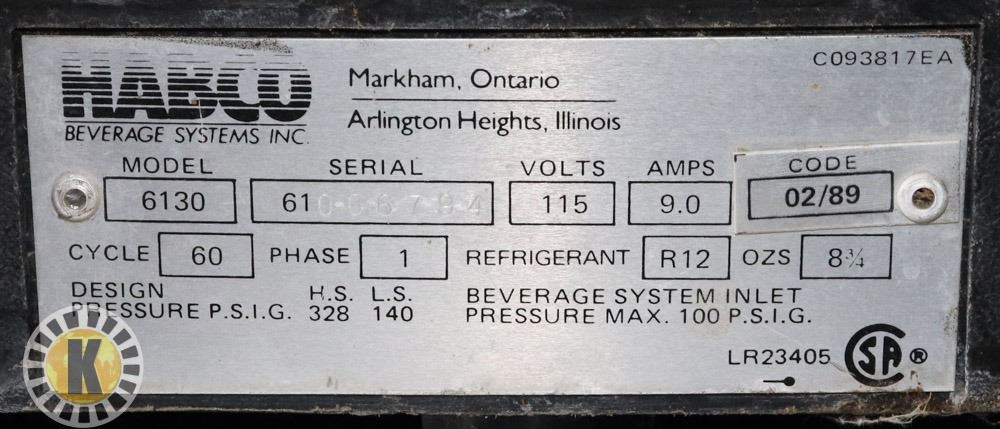 C093817EA
HABCO
BEVERAGE SYSTEMS INC.
Markham, Ontario
Arlington Heights, Illinois
MODEL SERIAL VOLTS AMPS CODE
6130 61 115 9.0 02/89
CYCLE 60 PHASE 1 REFRIGERANT R12 OZS 8¾
DESIGN H.S. L.S.
PRESSURE P.S.I.G. 328 140
BEVERAGE SYSTEM INLET
PRESSURE MAX. 100 P.S.I.G.
LR23405 SA ®
K